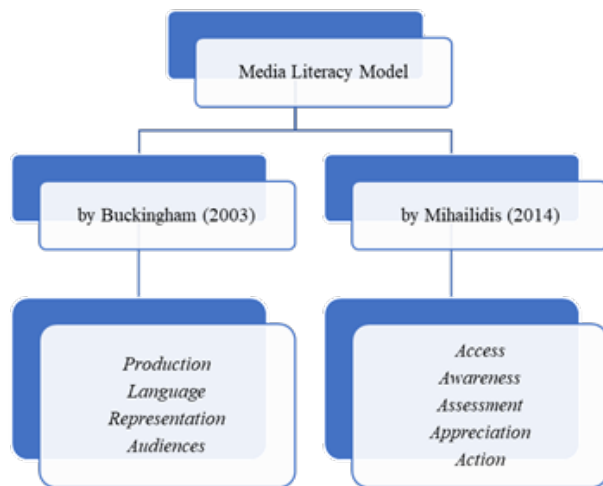 Media Literacy Model
by Buckingham (2003)
by Mihailidis (2014)
Production
Language
Representation
Audiences
Access
Awareness
Assessment
Appreciation
Action